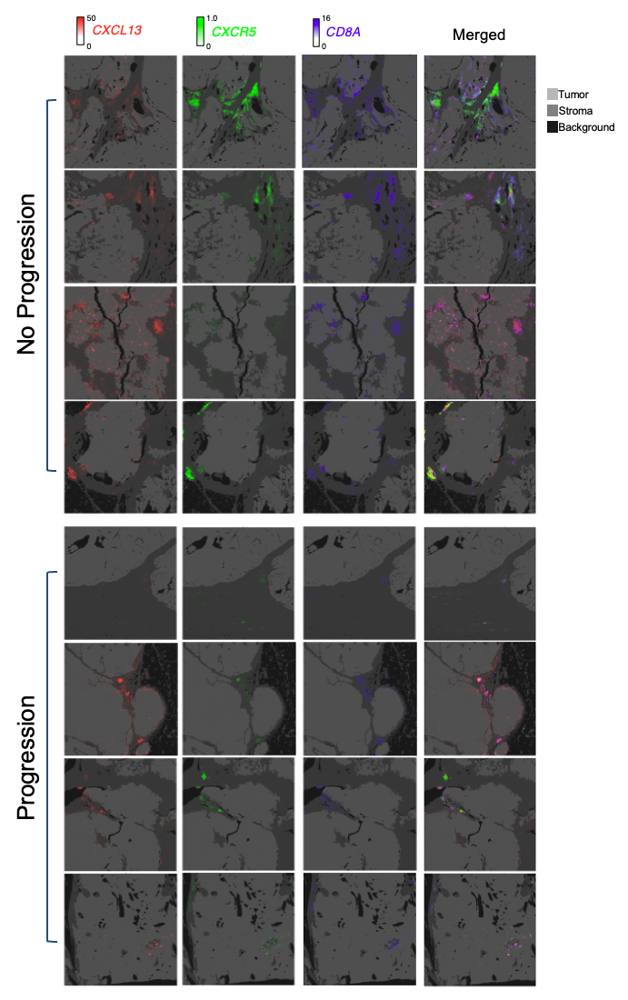 50
0
CXCL13
1.0
0
CXCR5
16
0
CD8A
Merged
Tumor
Stroma
Background
No Progression
Progression